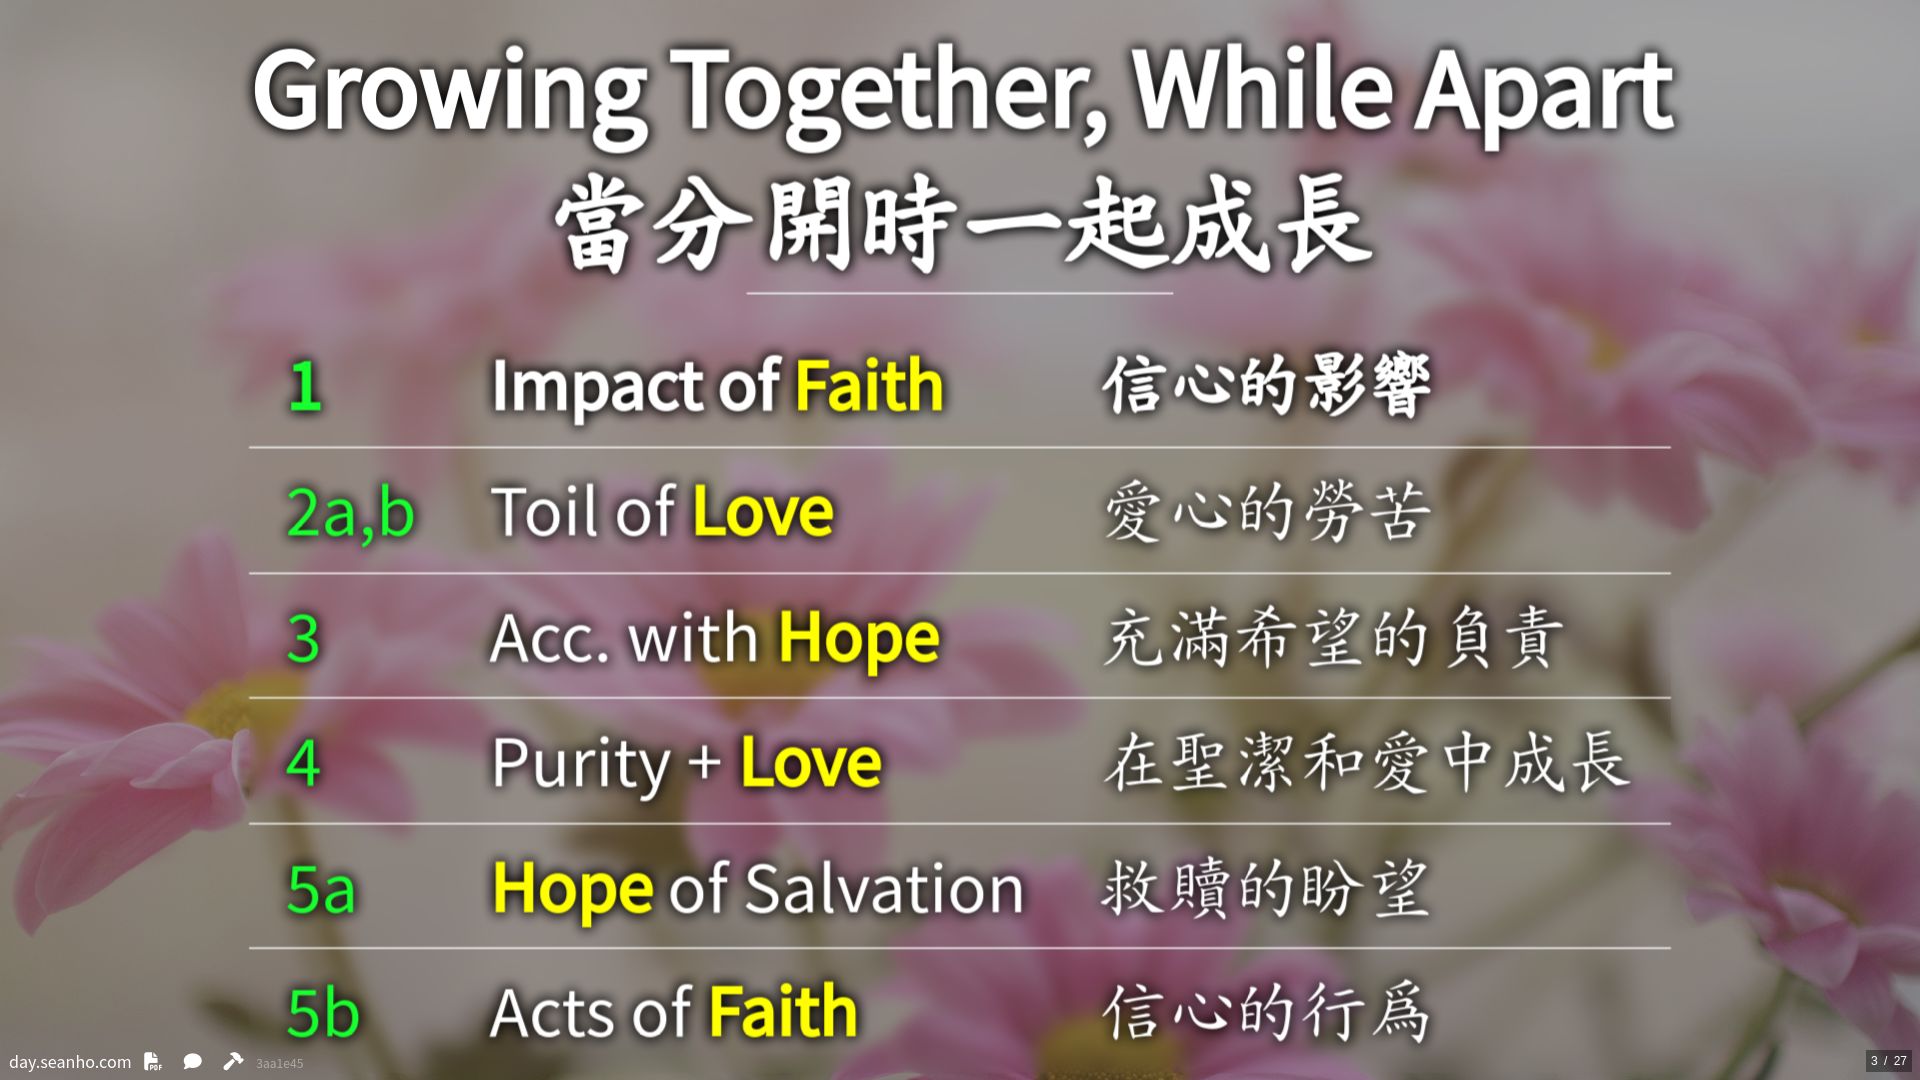 Growing Together, While Apart
當分開時一起成長
1 Impact of Faith 信心的影響
2a,b Toil of Love 愛心的勞苦
3 Acc. with Hope 充滿希望的負責
4 Purity + Love 在聖潔和愛中成長
5a Hope of Salvation 救贖的盼望
5b Acts of Faith 信心的行爲
day.seanho.com PDF 3aa1e45
3 / 27